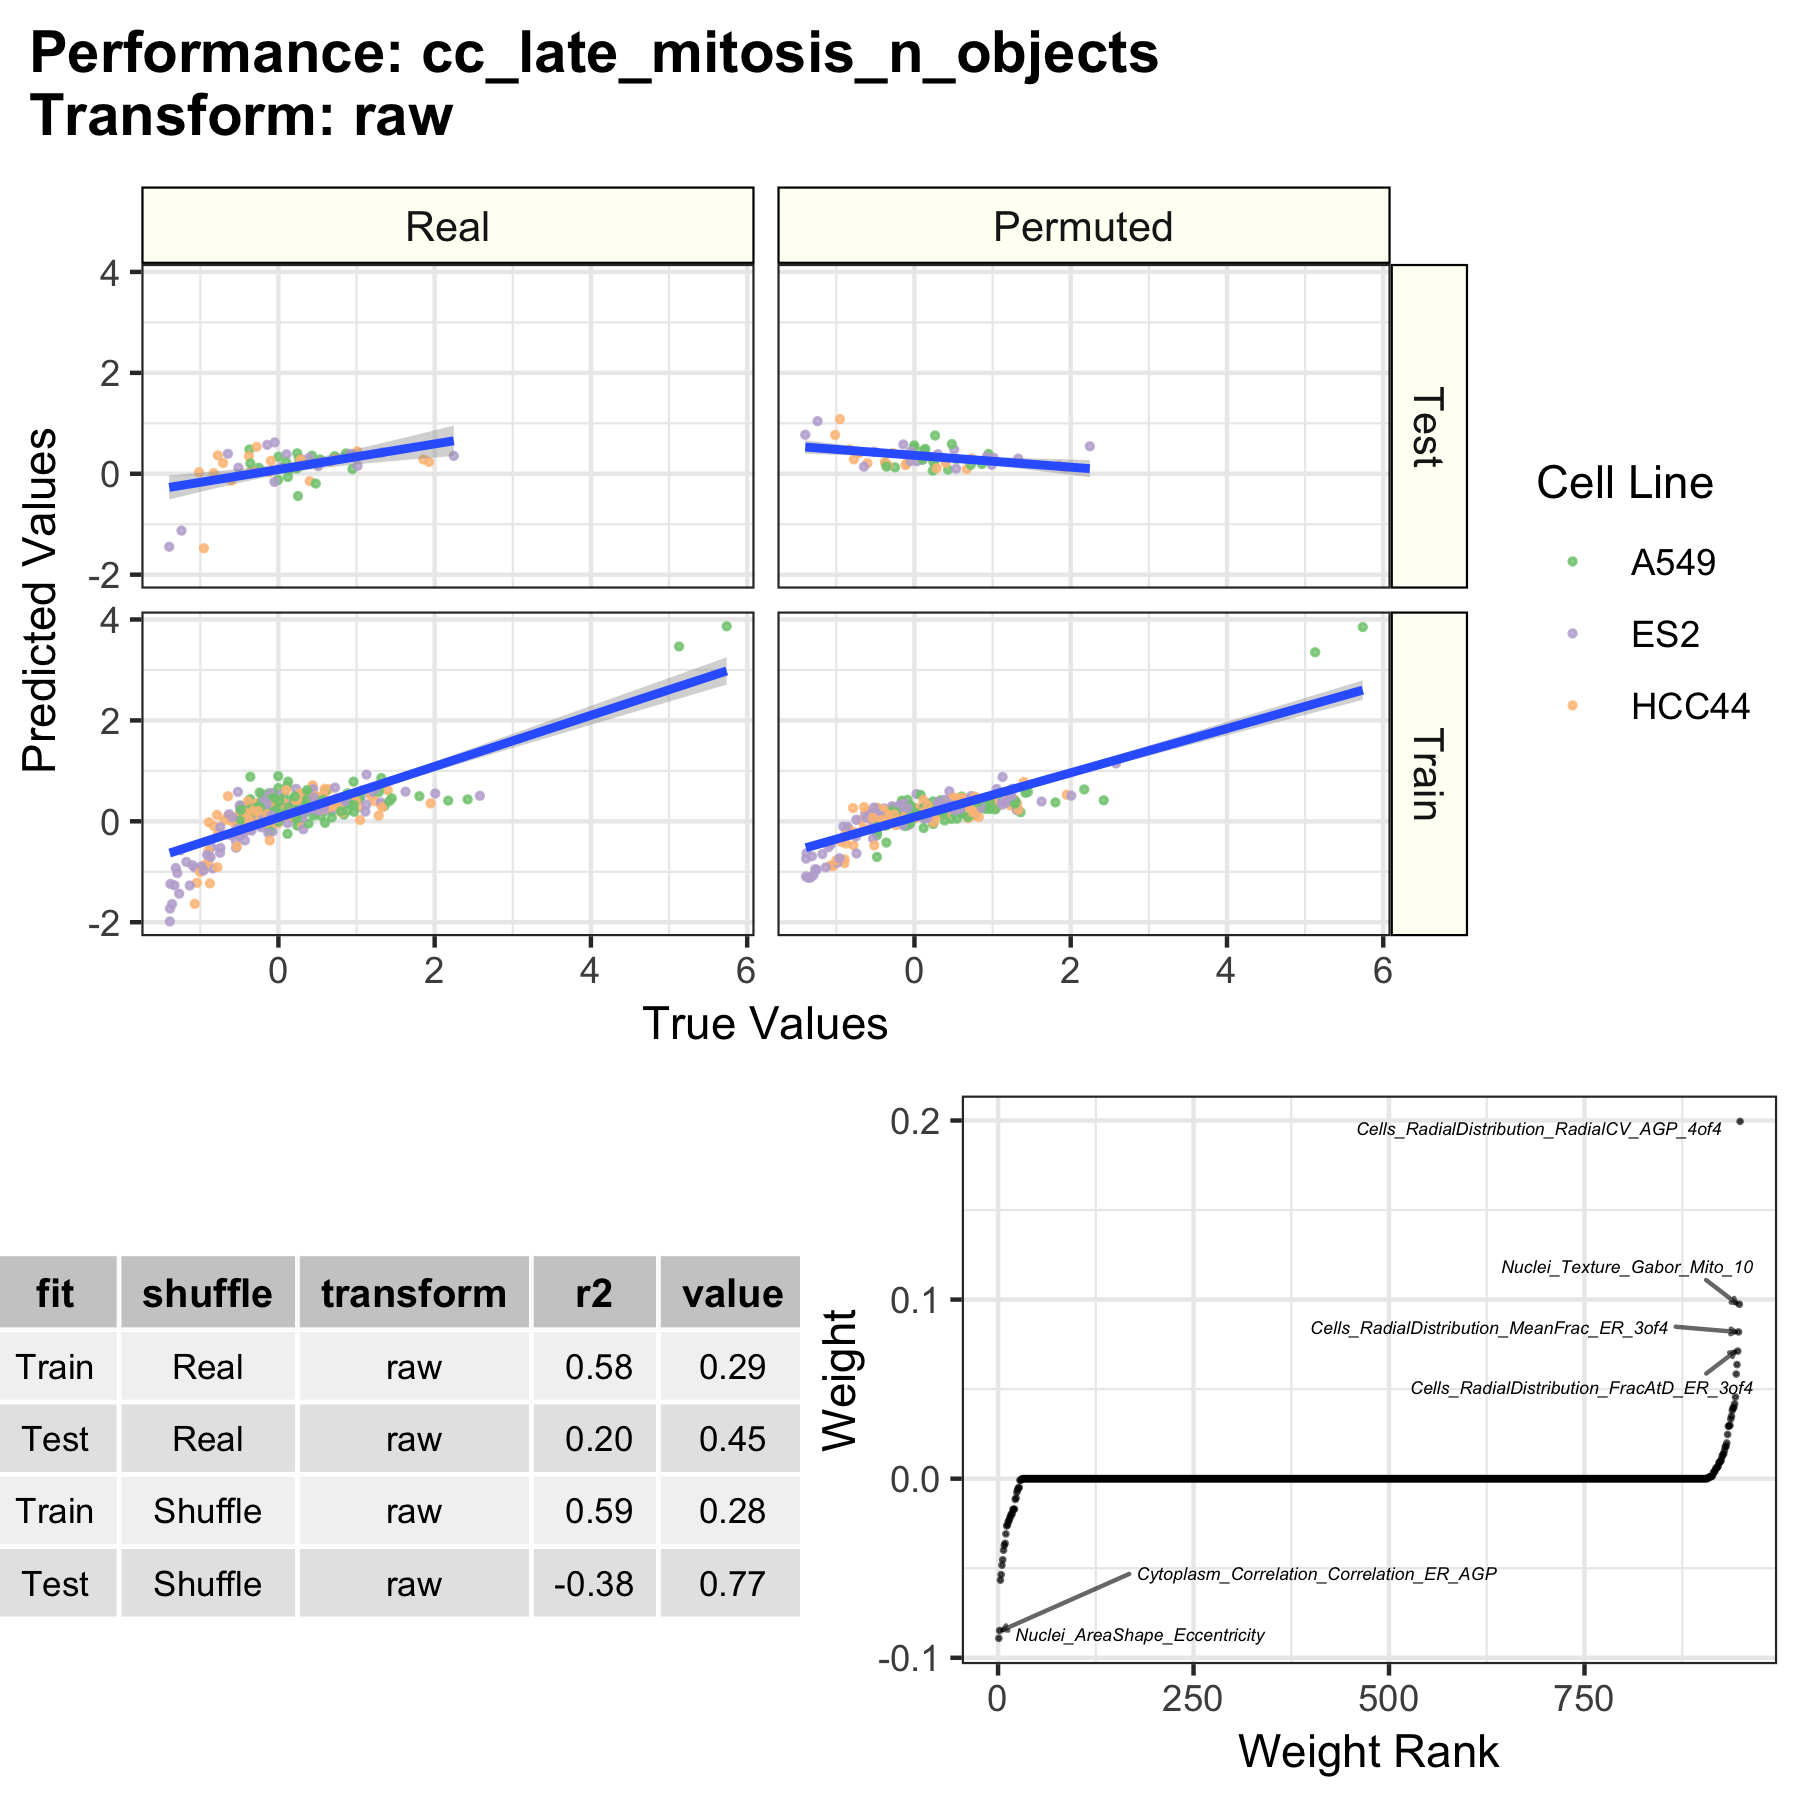 Performance: cc_late_mitosis_n_objects
Transform: raw
Real
Permuted
4
2
0
-2
Test
4
2
0
-2
Train
0
2
4
6
0
2
4
6
Predicted Values
True Values
Cell Line
A549
ES2
HCC44
fit shuffle transform r2 value
Train Real raw 0.58 0.29
Test Real raw 0.20 0.45
Train Shuffle raw 0.59 0.28
Test Shuffle raw -0.38 0.77
Weight
0.2
0.1
0.0
-0.1
Cells_RadialDistribution_RadialCV_AGP_4of4
Nuclei_Texture_Gabor_Mito_10
Cells_RadialDistribution_MeanFrac_ER_3of4
Cells_RadialDistribution_FracAtD_ER_3of4
Cytoplasm_Correlation_Correlation_ER_AGP
Nuclei_AreaShape_Eccentricity
0
250
500
750
Weight Rank